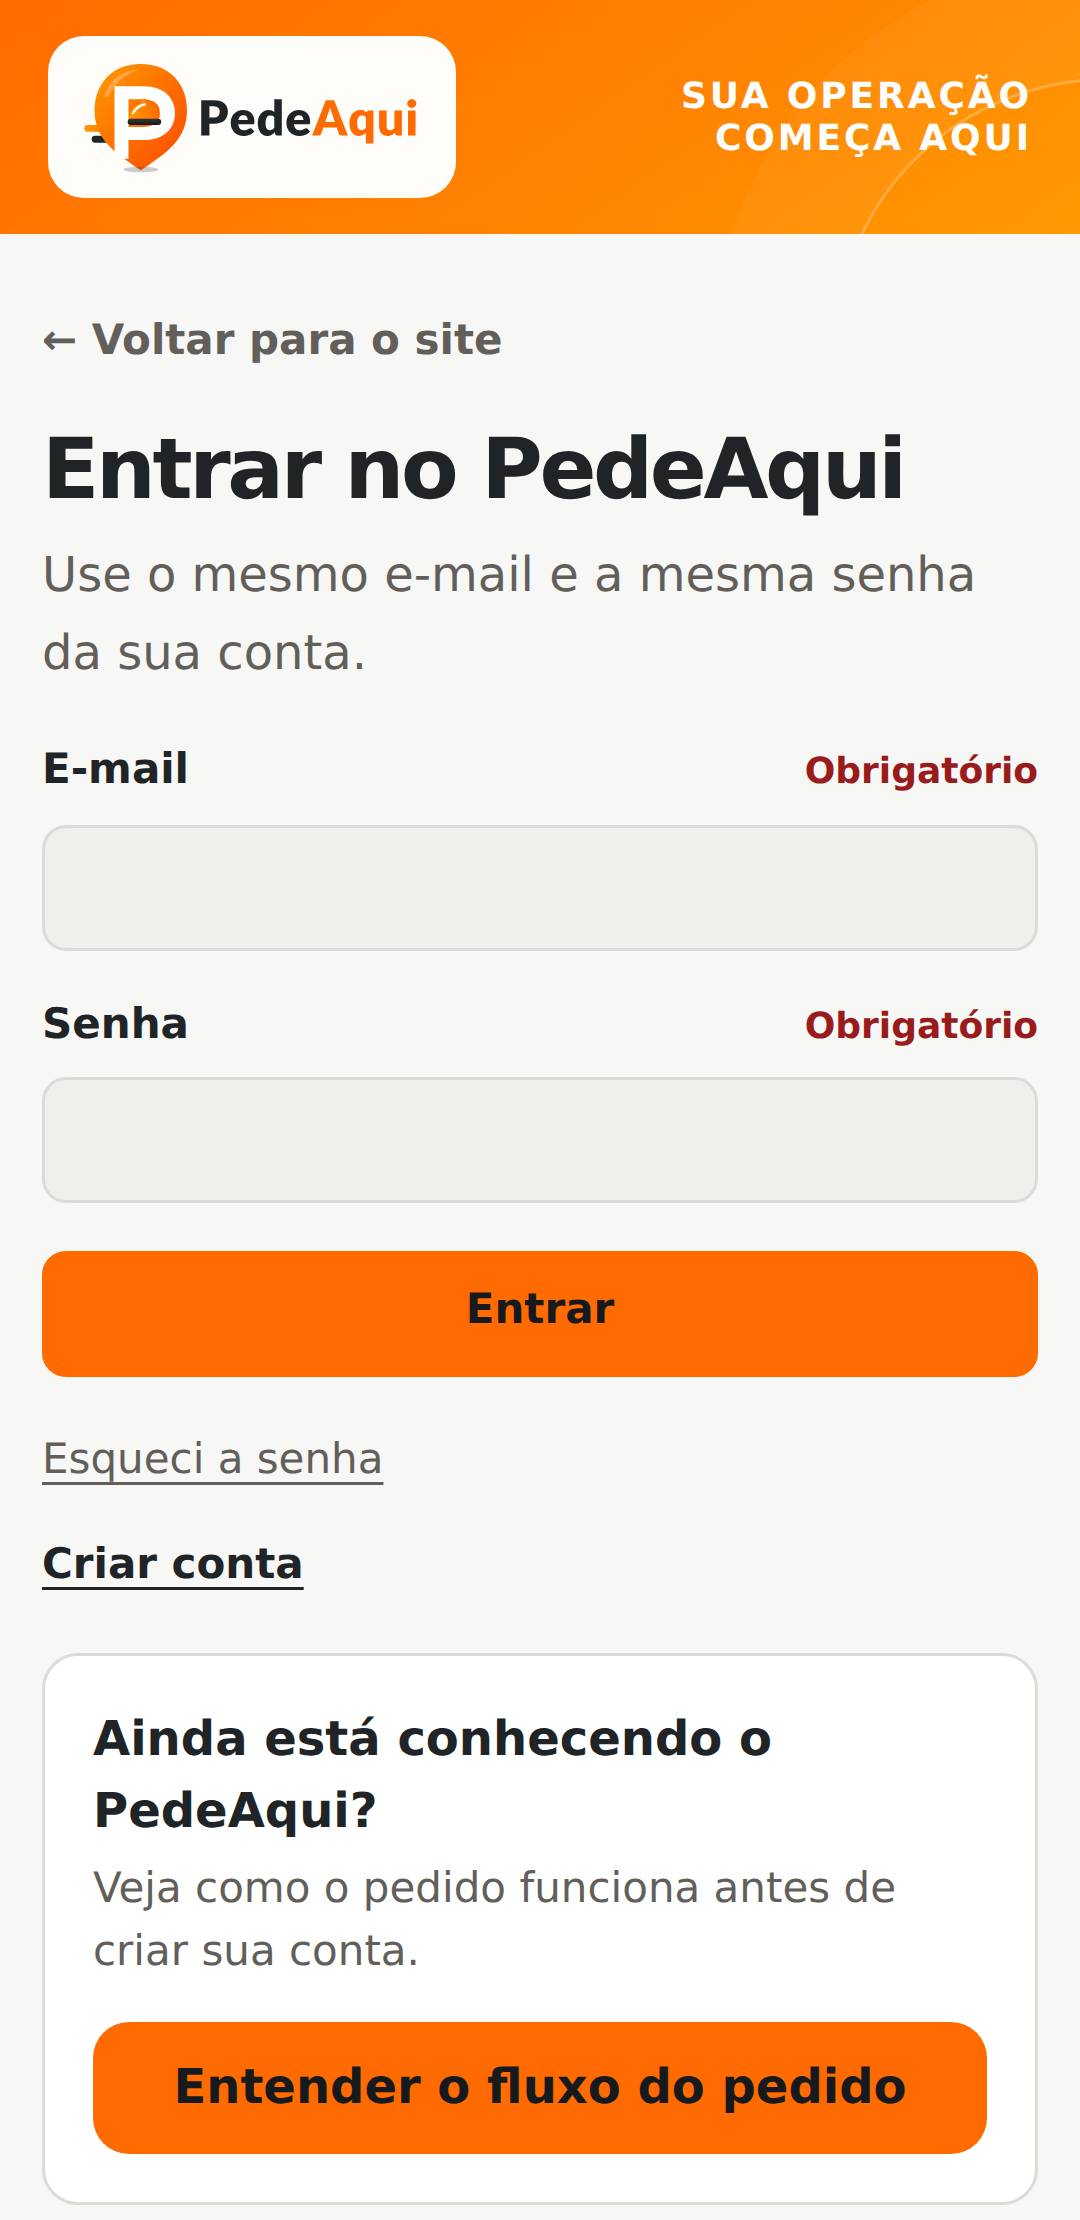 PedeAqui
SUA OPERAÇÃO
COMEÇA AQUI
← Voltar para o site
Entrar no PedeAqui
Use o mesmo e-mail e a mesma senha
da sua conta.
E-mail Obrigatório
Senha Obrigatório
Entrar
Esqueci a senha
Criar conta
Ainda está conhecendo o
PedeAqui?
Veja como o pedido funciona antes de
criar sua conta.
Entender o fluxo do pedido